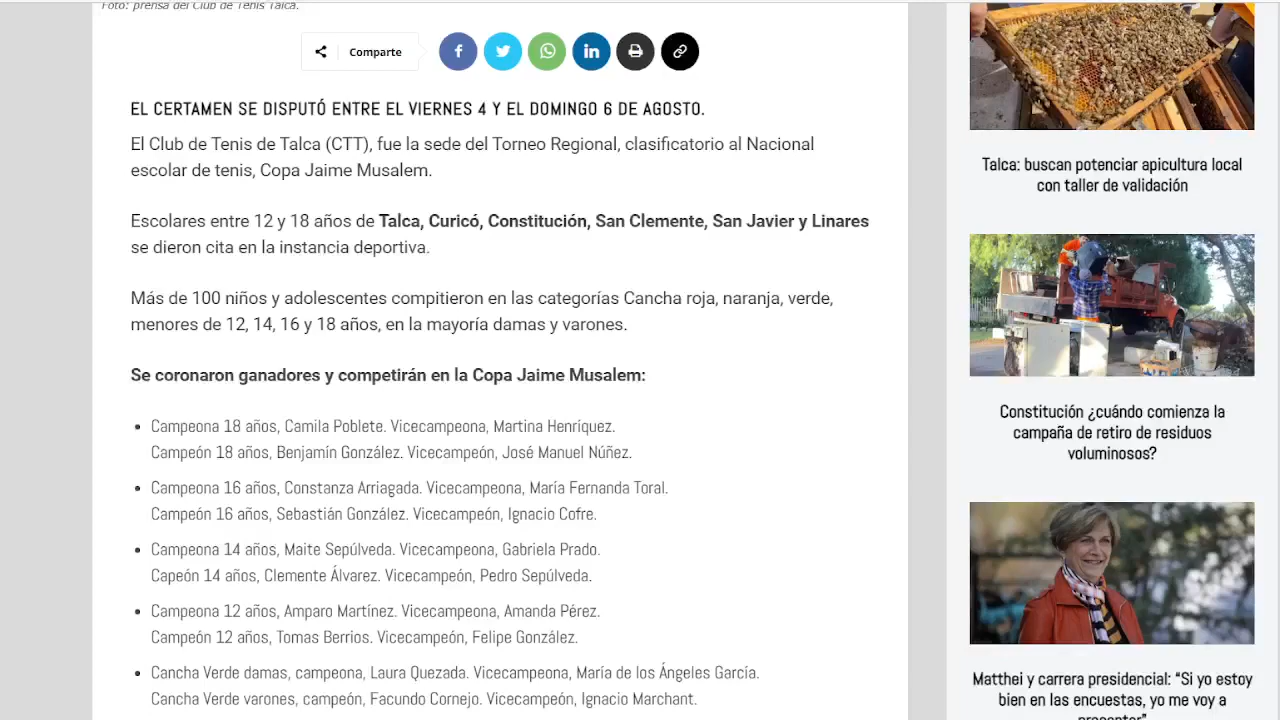 Foto: prensa del Club de Tenis Talca.
Comparte
EL CERTAMEN SE DISPUTÓ ENTRE EL VIERNES 4 Y EL DOMINGO 6 DE AGOSTO.
El Club de Tenis de Talca (CTT), fue la sede del Torneo Regional, clasificatorio al Nacional
escolar de tenis, Copa Jaime Musalem.
Escolares entre 12 y 18 años de Talca, Curicó, Constitución, San Clemente, San Javier y Linares
se dieron cita en la instancia deportiva.
Más de 100 niños y adolescentes compitieron en las categorías Cancha roja, naranja, verde,
menores de 12, 14, 16 y 18 años, en la mayoría damas y varones.
Se coronaron ganadores y competirán en la Copa Jaime Musalem:
Campeona 18 años, Camila Poblete. Vicecampeona, Martina Henríquez.
Campeón 18 años, Benjamín González. Vicecampeón, José Manuel Núñez.
Campeona 16 años, Constanza Arriagada. Vicecampeona, María Fernanda Toral.
Campeón 16 años, Sebastián González. Vicecampeón, Ignacio Cofre.
Campeona 14 años, Maite Sepúlveda. Vicecampeona, Gabriela Prado.
Capeón 14 años, Clemente Álvarez. Vicecampeón, Pedro Sepúlveda.
Campeona 12 años, Amparo Martínez. Vicecampeona, Amanda Pérez.
Campeón 12 años, Tomas Berrios. Vicecampeón, Felipe González.
Cancha Verde damas, campeona, Laura Quezada. Vicecampeona, María de los Ángeles García.
Cancha Verde varones, campeón, Facundo Cornejo. Vicecampeón, Ignacio Marchant.
Talca: buscan potenciar apicultura local
con taller de validación
Constitución ¿cuándo comienza la
campaña de retiro de residuos
voluminosos?
Matthei y carrera presidencial: “Si yo estoy
bien en las encuestas, yo me voy a
presentar”